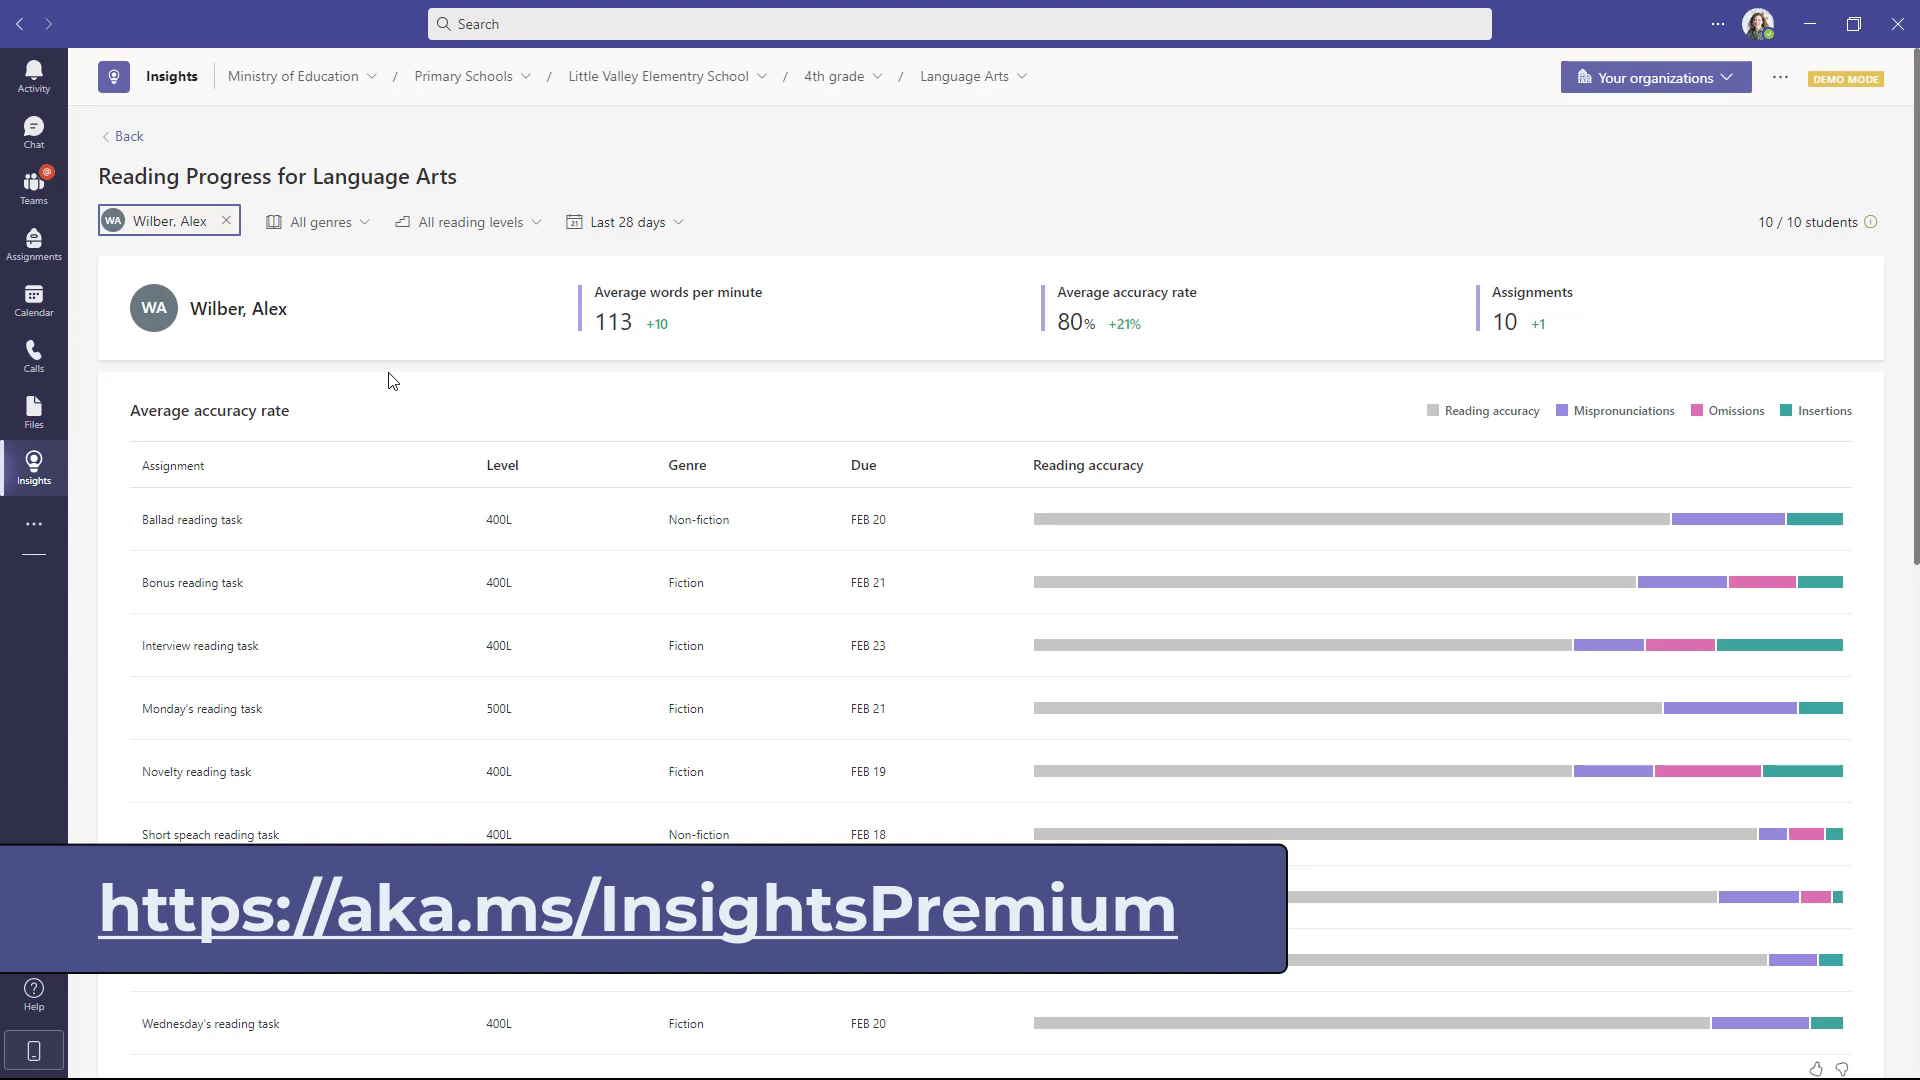 Search
Activity
Chat
Teams
Assignments
Calendar
Calls
Files
Insights
Help
Insights Ministry of Education / Primary Schools / Little Valley Elementry School / 4th grade / Language Arts Your organizations DEMO MODE
Back
Reading Progress for Language Arts
WA Wilber, Alex All genres All reading levels 21 Last 28 days 10 / 10 students
WA Wilber, Alex
Average words per minute
113 +10
Average accuracy rate
80% +21%
Assignments
10 +1
Average accuracy rate Reading accuracy Mispronunciations Omissions Insertions
Assignment Level Genre Due Reading accuracy
Ballad reading task 400L Non-fiction FEB 20
Bonus reading task 400L Fiction FEB 21
Interview reading task 400L Fiction FEB 23
Monday's reading task 500L Fiction FEB 21
Novelty reading task 400L Fiction FEB 19
Short speach reading task 400L Non-fiction FEB 18
https://aka.ms/InsightsPremium
Wednesday's reading task 400L Fiction FEB 20